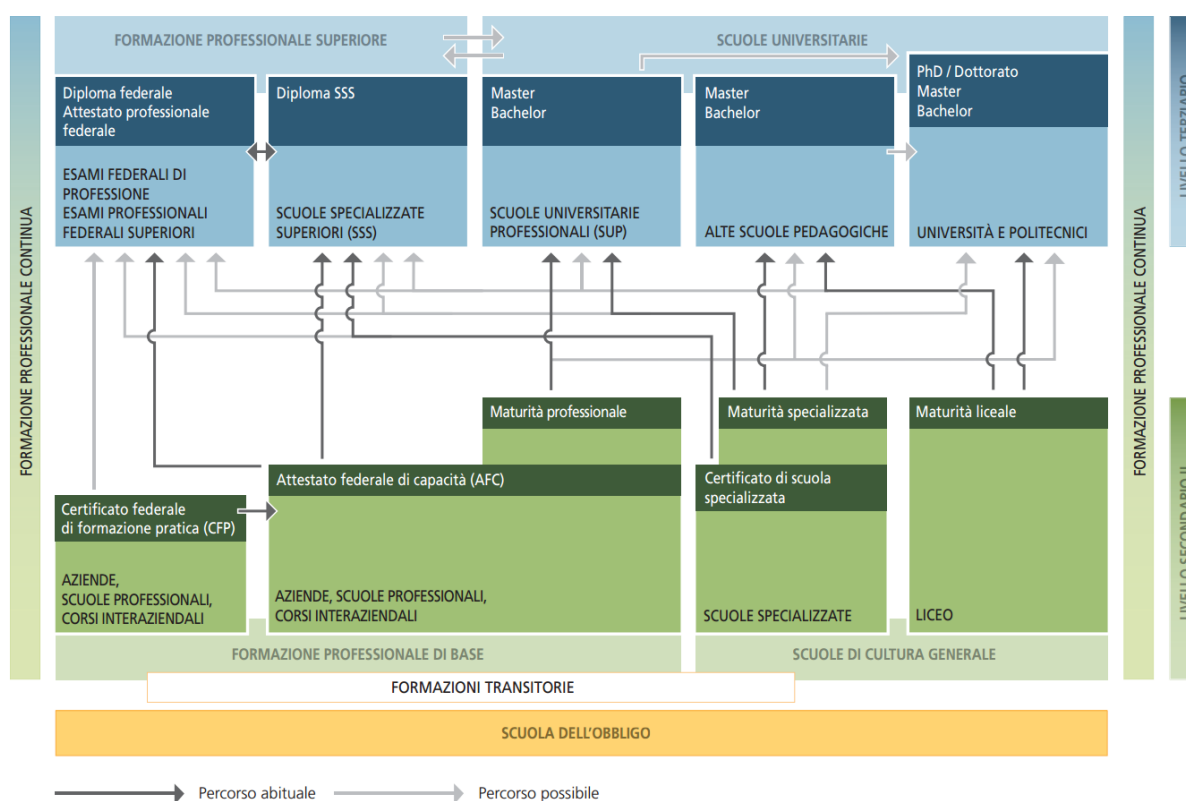 FORMAZIONE PROFESSIONALE SUPERIORE
SCUOLE UNIVERSITARIE
Diploma federale
Attestato professionale
federale
Diploma SSS
Master
Bachelor
Master
Bachelor
PhD / Dottorato
Master
Bachelor
ESAMI FEDERALI DI
PROFESSIONE
ESAMI PROFESSIONALI
FEDERALI SUPERIORI
SCUOLE SPECIALIZZATE
SUPERIORI (SSS)
SCUOLE UNIVERSITARIE
PROFESSIONALI (SUP)
ALTE SCUOLE PEDAGOGICHE
UNIVERSITÀ E POLITECNICI
FORMAZIONE PROFESSIONALE CONTINUA
FORMAZIONE PROFESSIONALE CONTINUA
LIVELLO TERZIARIO
Maturità professionale
Maturità specializzata
Maturità liceale
Attestato federale di capacità (AFC)
Certificato di scuola
specializzata
Certificato federale
di formazione pratica (CFP)
AZIENDE,
SCUOLE PROFESSIONALI,
CORSI INTERAZIENDALI
AZIENDE, SCUOLE PROFESSIONALI,
CORSI INTERAZIENDALI
SCUOLE SPECIALIZZATE
LICEO
LIVELLO SECONDARIO II
FORMAZIONE PROFESSIONALE DI BASE
SCUOLE DI CULTURA GENERALE
FORMAZIONI TRANSITORIE
SCUOLA DELL'OBBLIGO
Percorso abituale
Percorso possibile